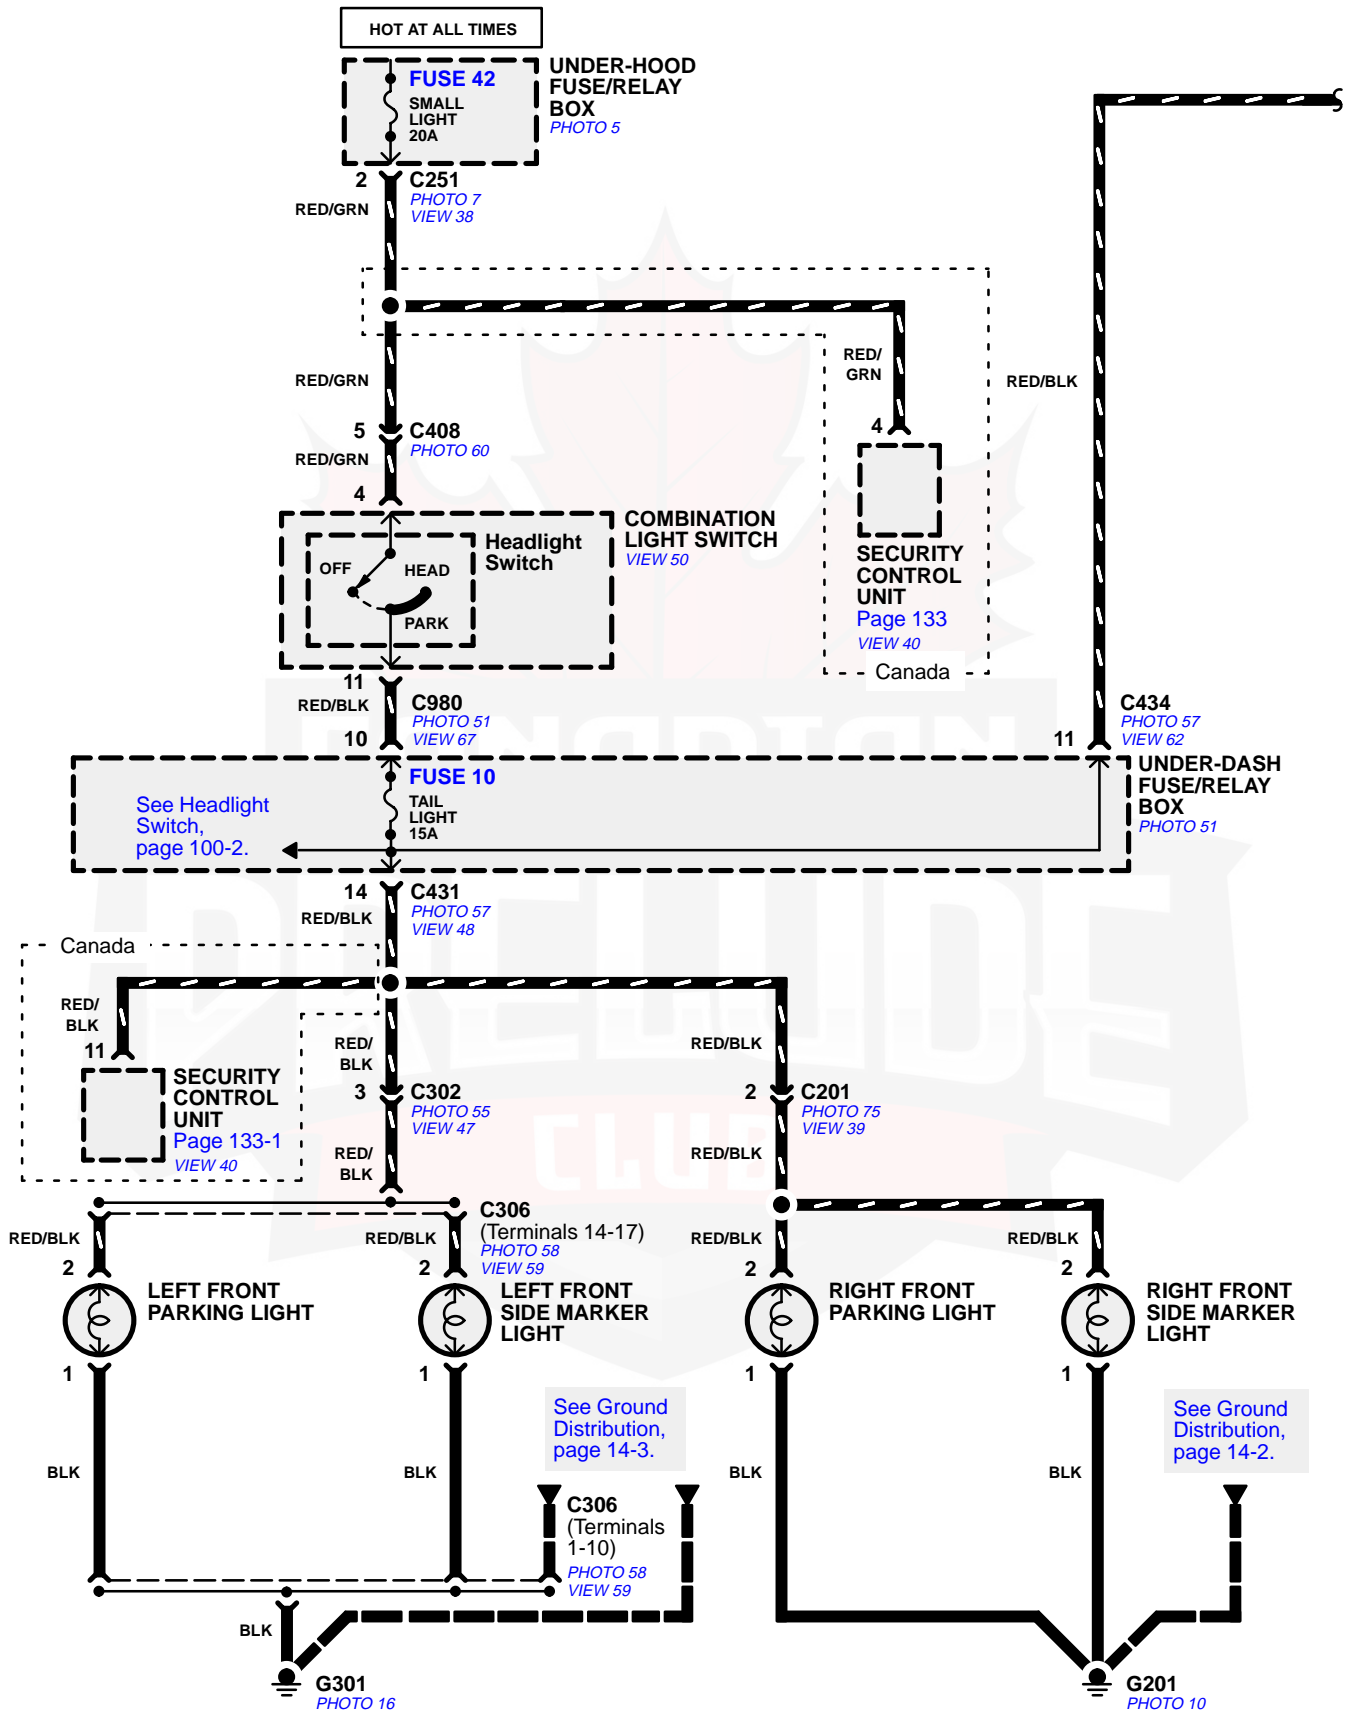 HOT AT ALL TIMES
FUSE 42
SMALL
LIGHT
20A
UNDER-HOOD
FUSE/RELAY
BOX
PHOTO 5
2
C251
PHOTO 7
VIEW 38
RED/GRN
RED/GRN
RED/
GRN
RED/BLK
5
C408
PHOTO 60
4
RED/GRN
4
COMBINATION
LIGHT SWITCH
VIEW 50
Headlight
Switch
OFF
HEAD
PARK
SECURITY
CONTROL
UNIT
Page 133
VIEW 40
Canada
11
RED/BLK
C980
PHOTO 51
VIEW 67
10
C434
PHOTO 57
VIEW 62
11
UNDER-DASH
FUSE/RELAY
BOX
PHOTO 51
FUSE 10
TAIL
LIGHT
15A
See Headlight
Switch,
page 100-2.
14
C431
PHOTO 57
VIEW 48
RED/BLK
Canada
RED/
BLK
11
SECURITY
CONTROL
UNIT
Page 133-1
VIEW 40
RED/
BLK
3
C302
PHOTO 55
VIEW 47
RED/
BLK
RED/BLK
2
C201
PHOTO 75
VIEW 39
RED/BLK
CANADIAN
PRELUDE
CLUB
C306
(Terminals 14-17)
PHOTO 58
VIEW 59
RED/BLK
RED/BLK
RED/BLK
RED/BLK
2
2
2
2
LEFT FRONT
PARKING LIGHT
LEFT FRONT
SIDE MARKER
LIGHT
RIGHT FRONT
PARKING LIGHT
RIGHT FRONT
SIDE MARKER
LIGHT
1
1
1
1
See Ground
Distribution,
page 14-3.
See Ground
Distribution,
page 14-2.
BLK
BLK
BLK
BLK
C306
(Terminals
1-10)
PHOTO 58
VIEW 59
BLK
G301
PHOTO 16
G201
PHOTO 10